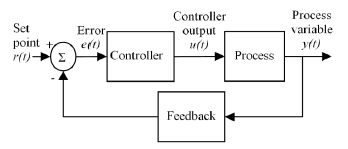 Set
point
r(t)
+
-
Σ
Error
e(t)
Controller
Controller
output
u(t)
Process
Process
variable
y(t)
Feedback